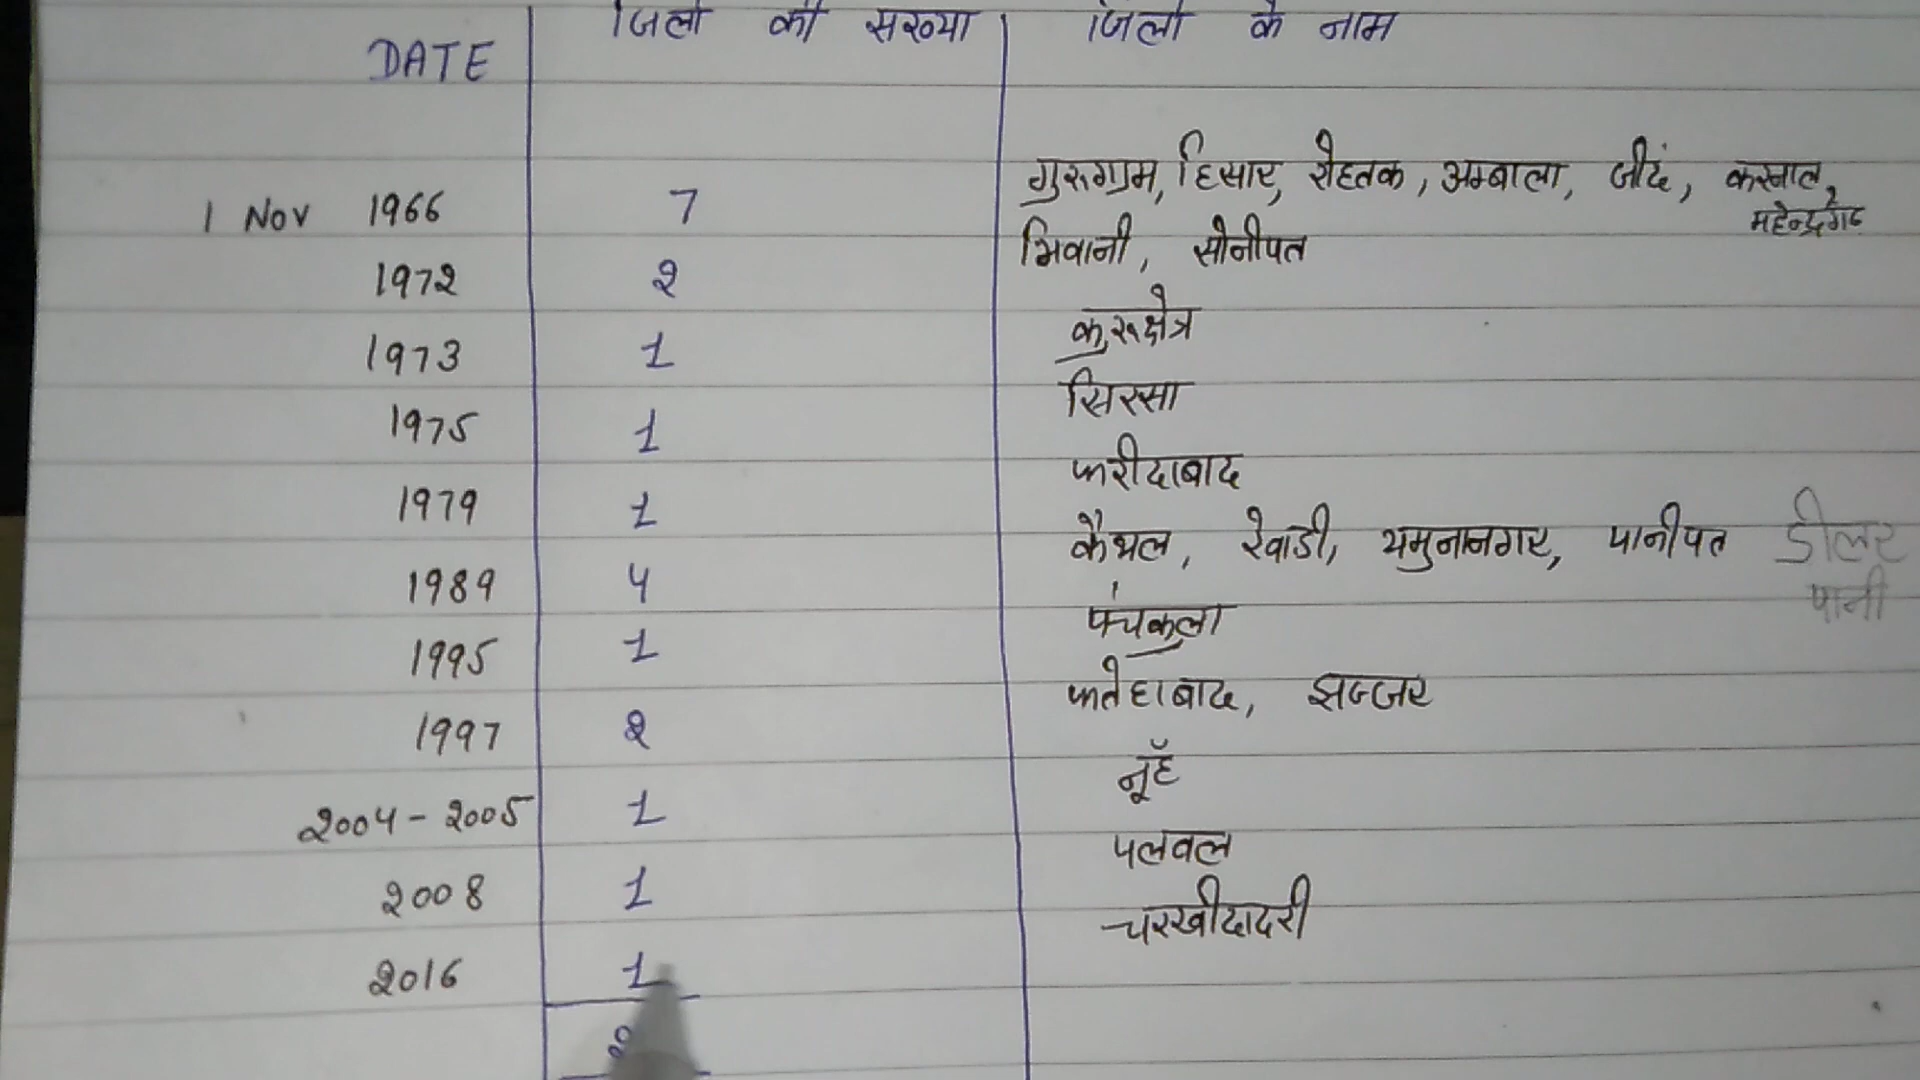 DATE जिलों की संख्या जिलों के नाम
1 Nov 1966 7 गुरुग्राम, हिसार, रोहतक, अम्बाला, जींद, करनाल, महेन्द्रगढ
1972 2 भिवानी, सोनीपत
1973 1 कुरुक्षेत्र
1975 1 सिरसा
1979 1 फरीदाबाद
1989 4 कैथल, रेवाडी, यमुनानगर, पानीपत
1995 1 पंचकुला
1997 2 फतेहाबाद, झज्जर
2004-2005 1 नूहँ
2008 1 पलवल
2016 1 चरखीदादरी